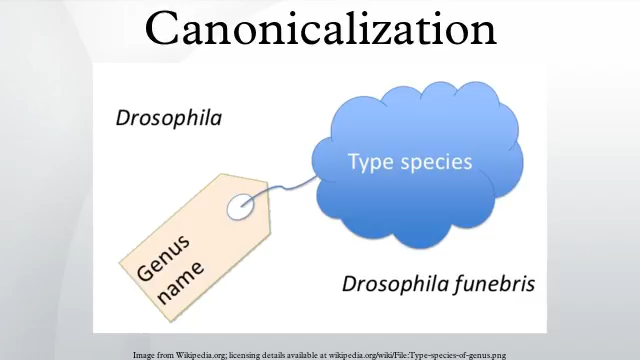 Canonicalization
Drosophila
Type species
Genus
name
Drosophila funebris
Image from Wikipedia.org; licensing details available at wikipedia.org/wiki/File:Type-species-of-genus.png